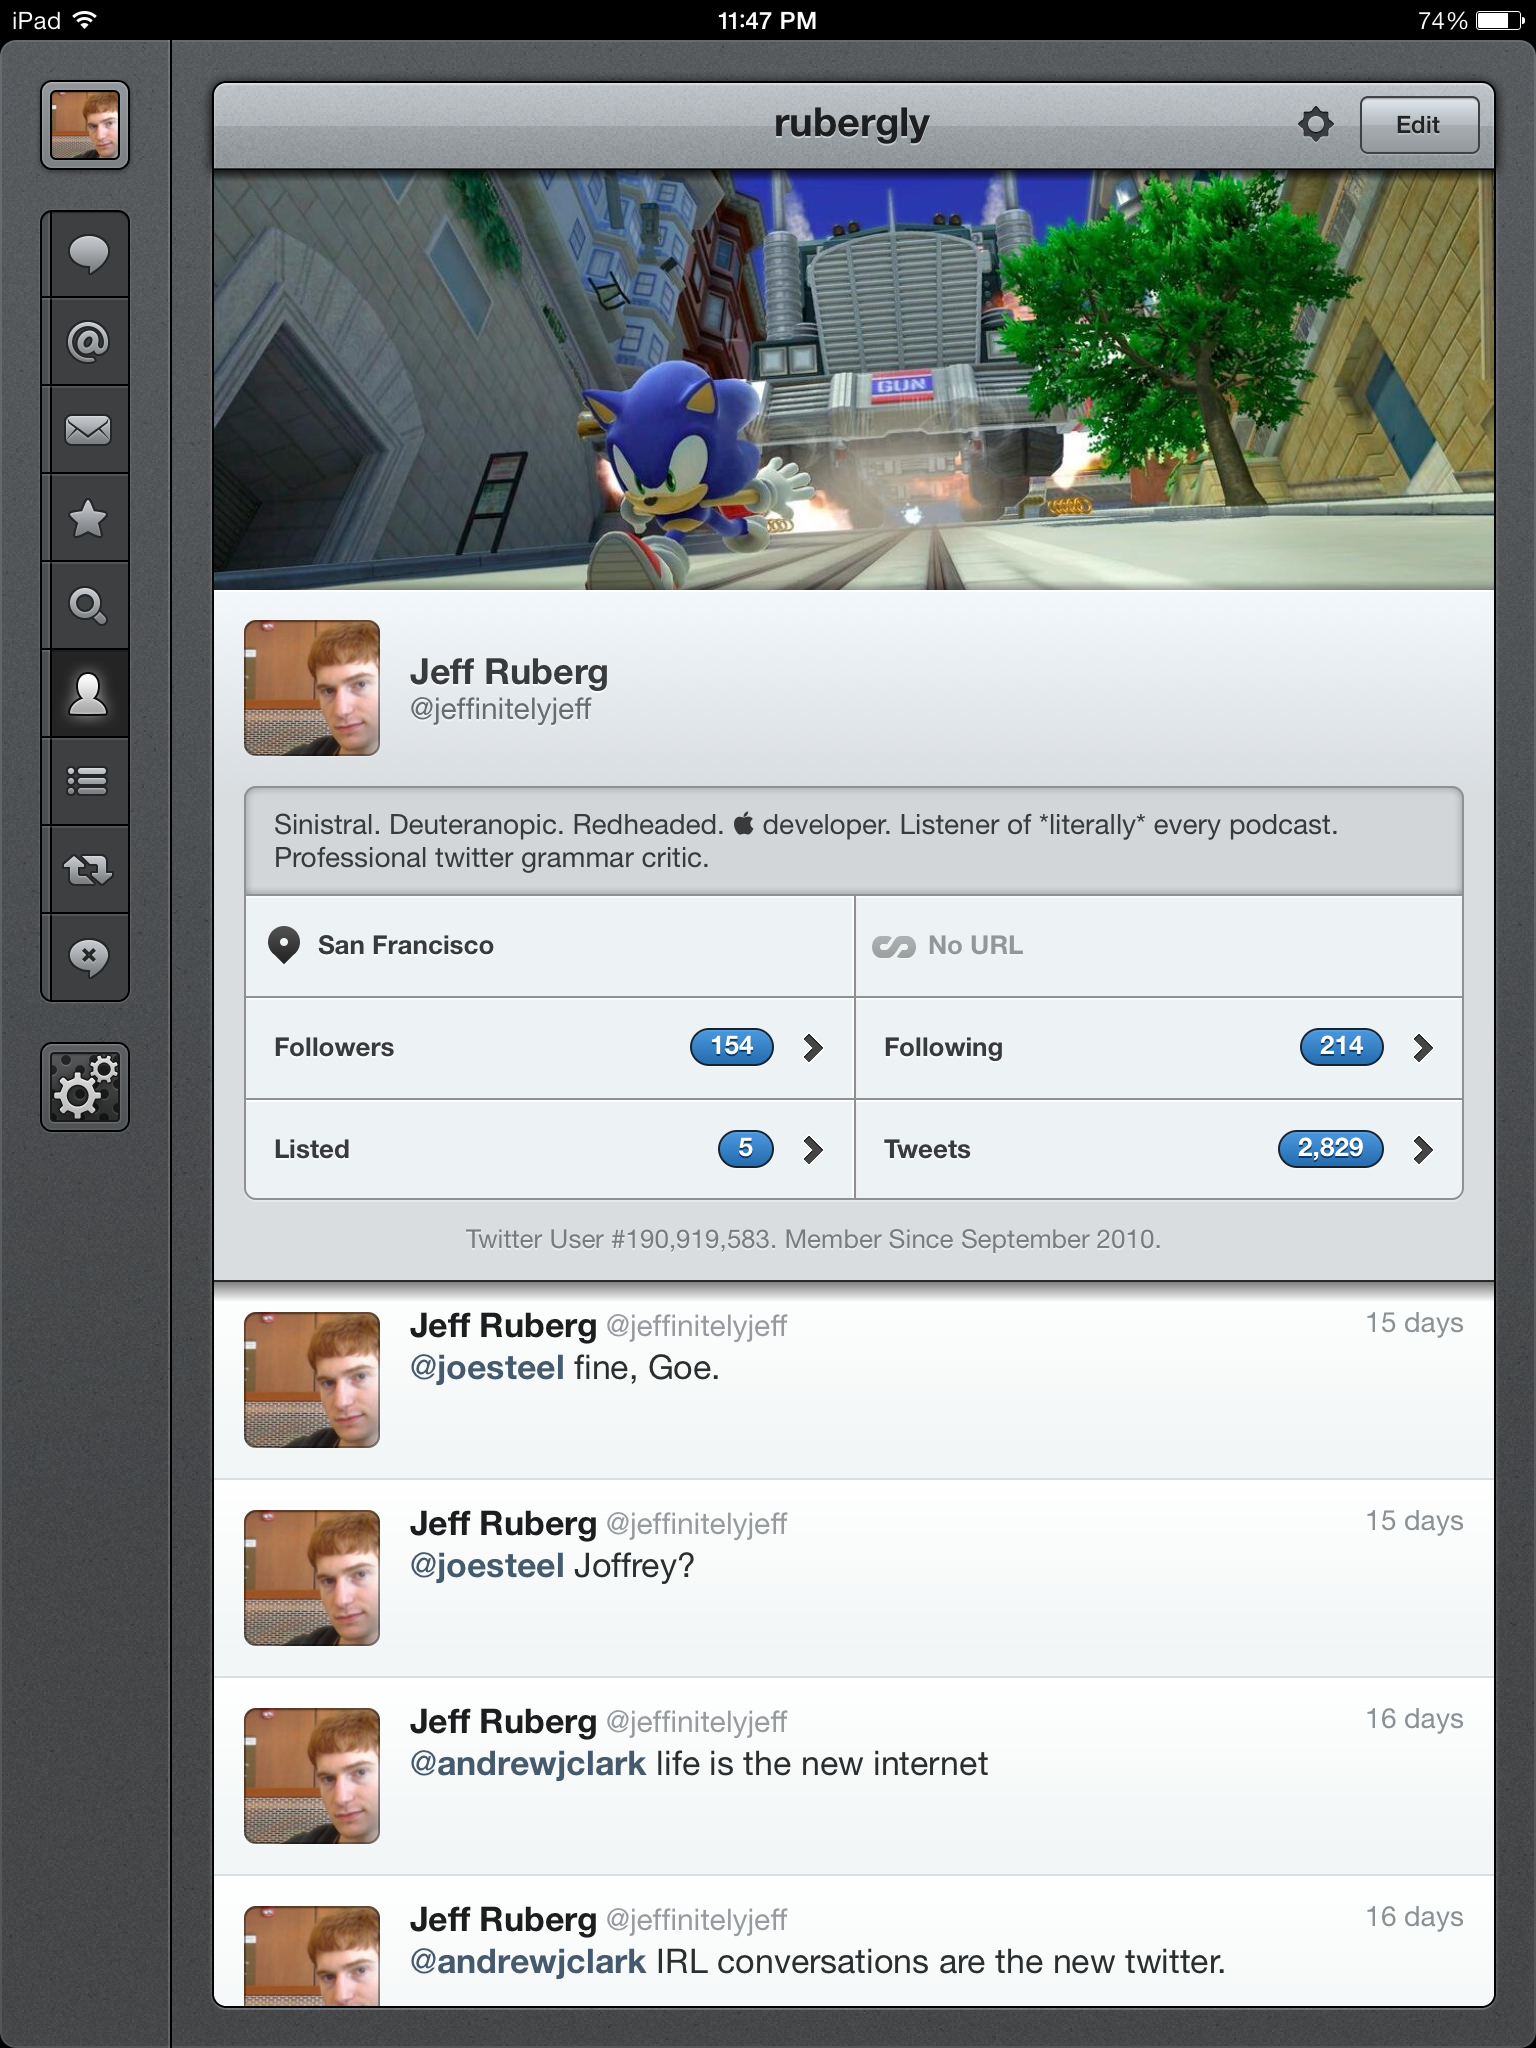 iPad 11:47 PM 74%
rubergly Edit
GUN
Jeff Ruberg
@jeffinitelyjeff
Sinistral. Deuteranopic. Redheaded.  developer. Listener of *literally* every podcast.
Professional twitter grammar critic.
San Francisco
No URL
Followers 154
Following 214
Listed 5
Tweets 2,829
Twitter User #190,919,583. Member Since September 2010.
Jeff Ruberg @jeffinitelyjeff 15 days
@joesteel fine, Goe.
Jeff Ruberg @jeffinitelyjeff 15 days
@joesteel Joffrey?
Jeff Ruberg @jeffinitelyjeff 16 days
@andrewjclark life is the new internet
Jeff Ruberg @jeffinitelyjeff 16 days
@andrewjclark IRL conversations are the new twitter.